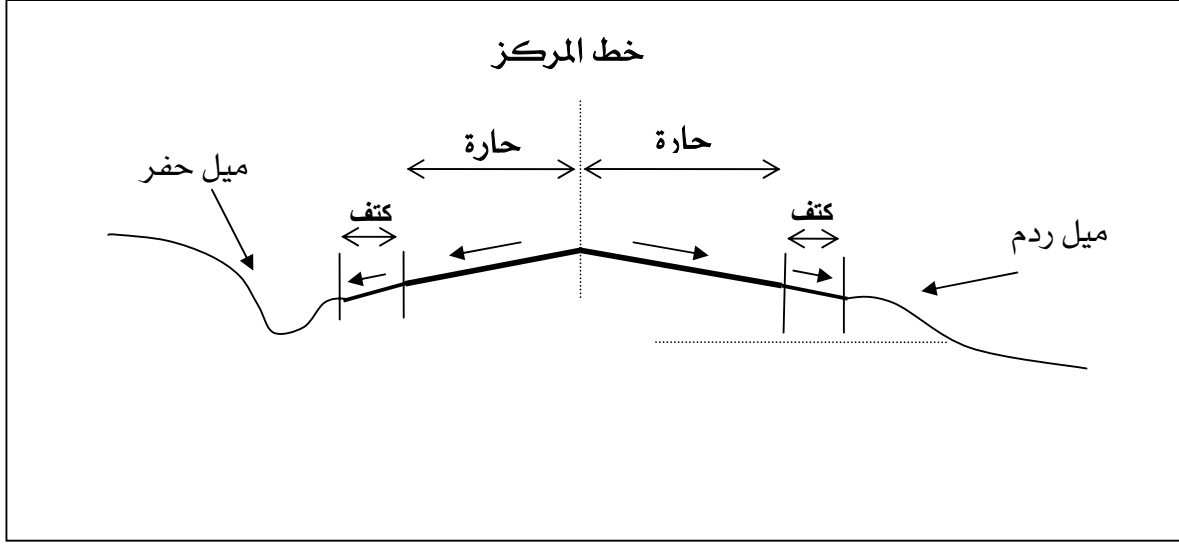 خط المركز
حارة
حارة
ميل حفر
كتف
كتف
ميل ردم